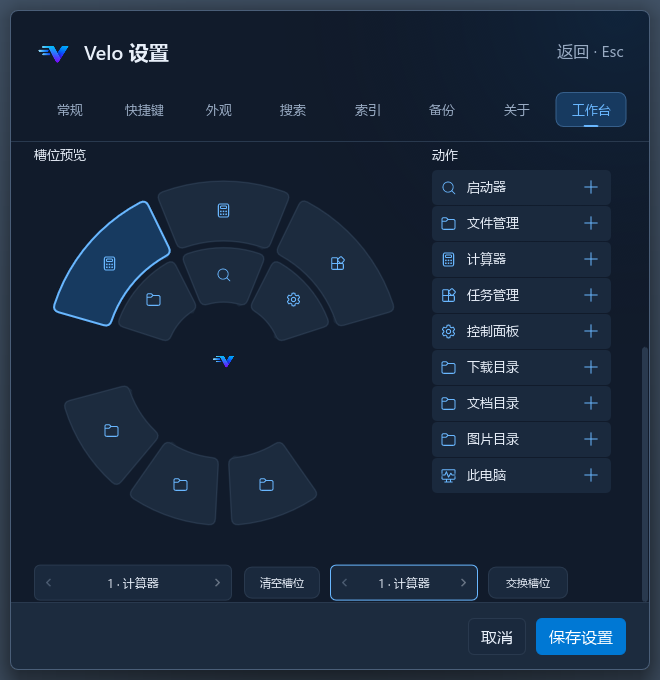 Velo 设置
返回 · Esc
常规
快捷键
外观
搜索
索引
备份
关于
工作台
槽位预览
动作
启动器
文件管理
计算器
任务管理
控制面板
下载目录
文档目录
图片目录
此电脑
1 · 计算器
清空槽位
1 · 计算器
交换槽位
取消
保存设置